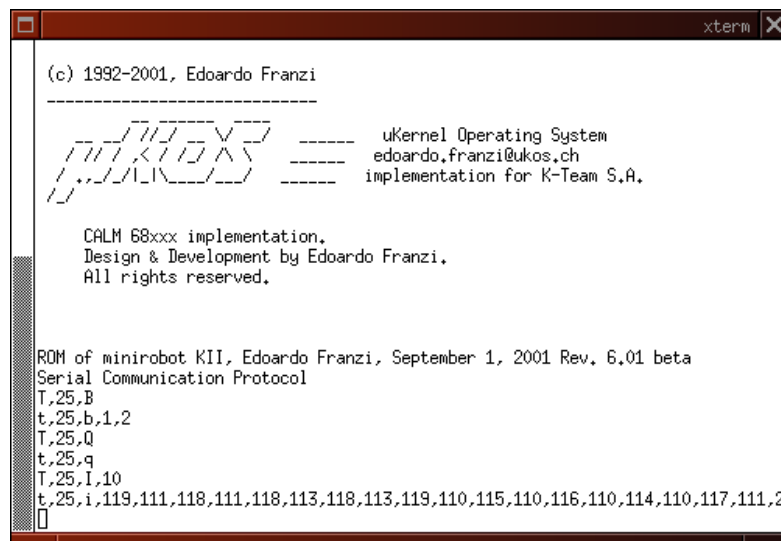 xterm
(c) 1992-2001, Edoardo Franzi
-----------------------------
µKOS
uKernel Operating System
edoardo.franzi@ukos.ch
implementation for K-Team S.A.
CALM 68xxx implementation.
Design & Development by Edoardo Franzi.
All rights reserved.
ROM of minirobot KII, Edoardo Franzi, September 1, 2001 Rev. 6.01 beta
Serial Communication Protocol
T,25,B
t,25,b,1,2
T,25,Q
t,25,q
T,25,I,10
t,25,i,119,111,118,111,118,113,118,113,119,110,115,110,116,110,114,110,117,111,2